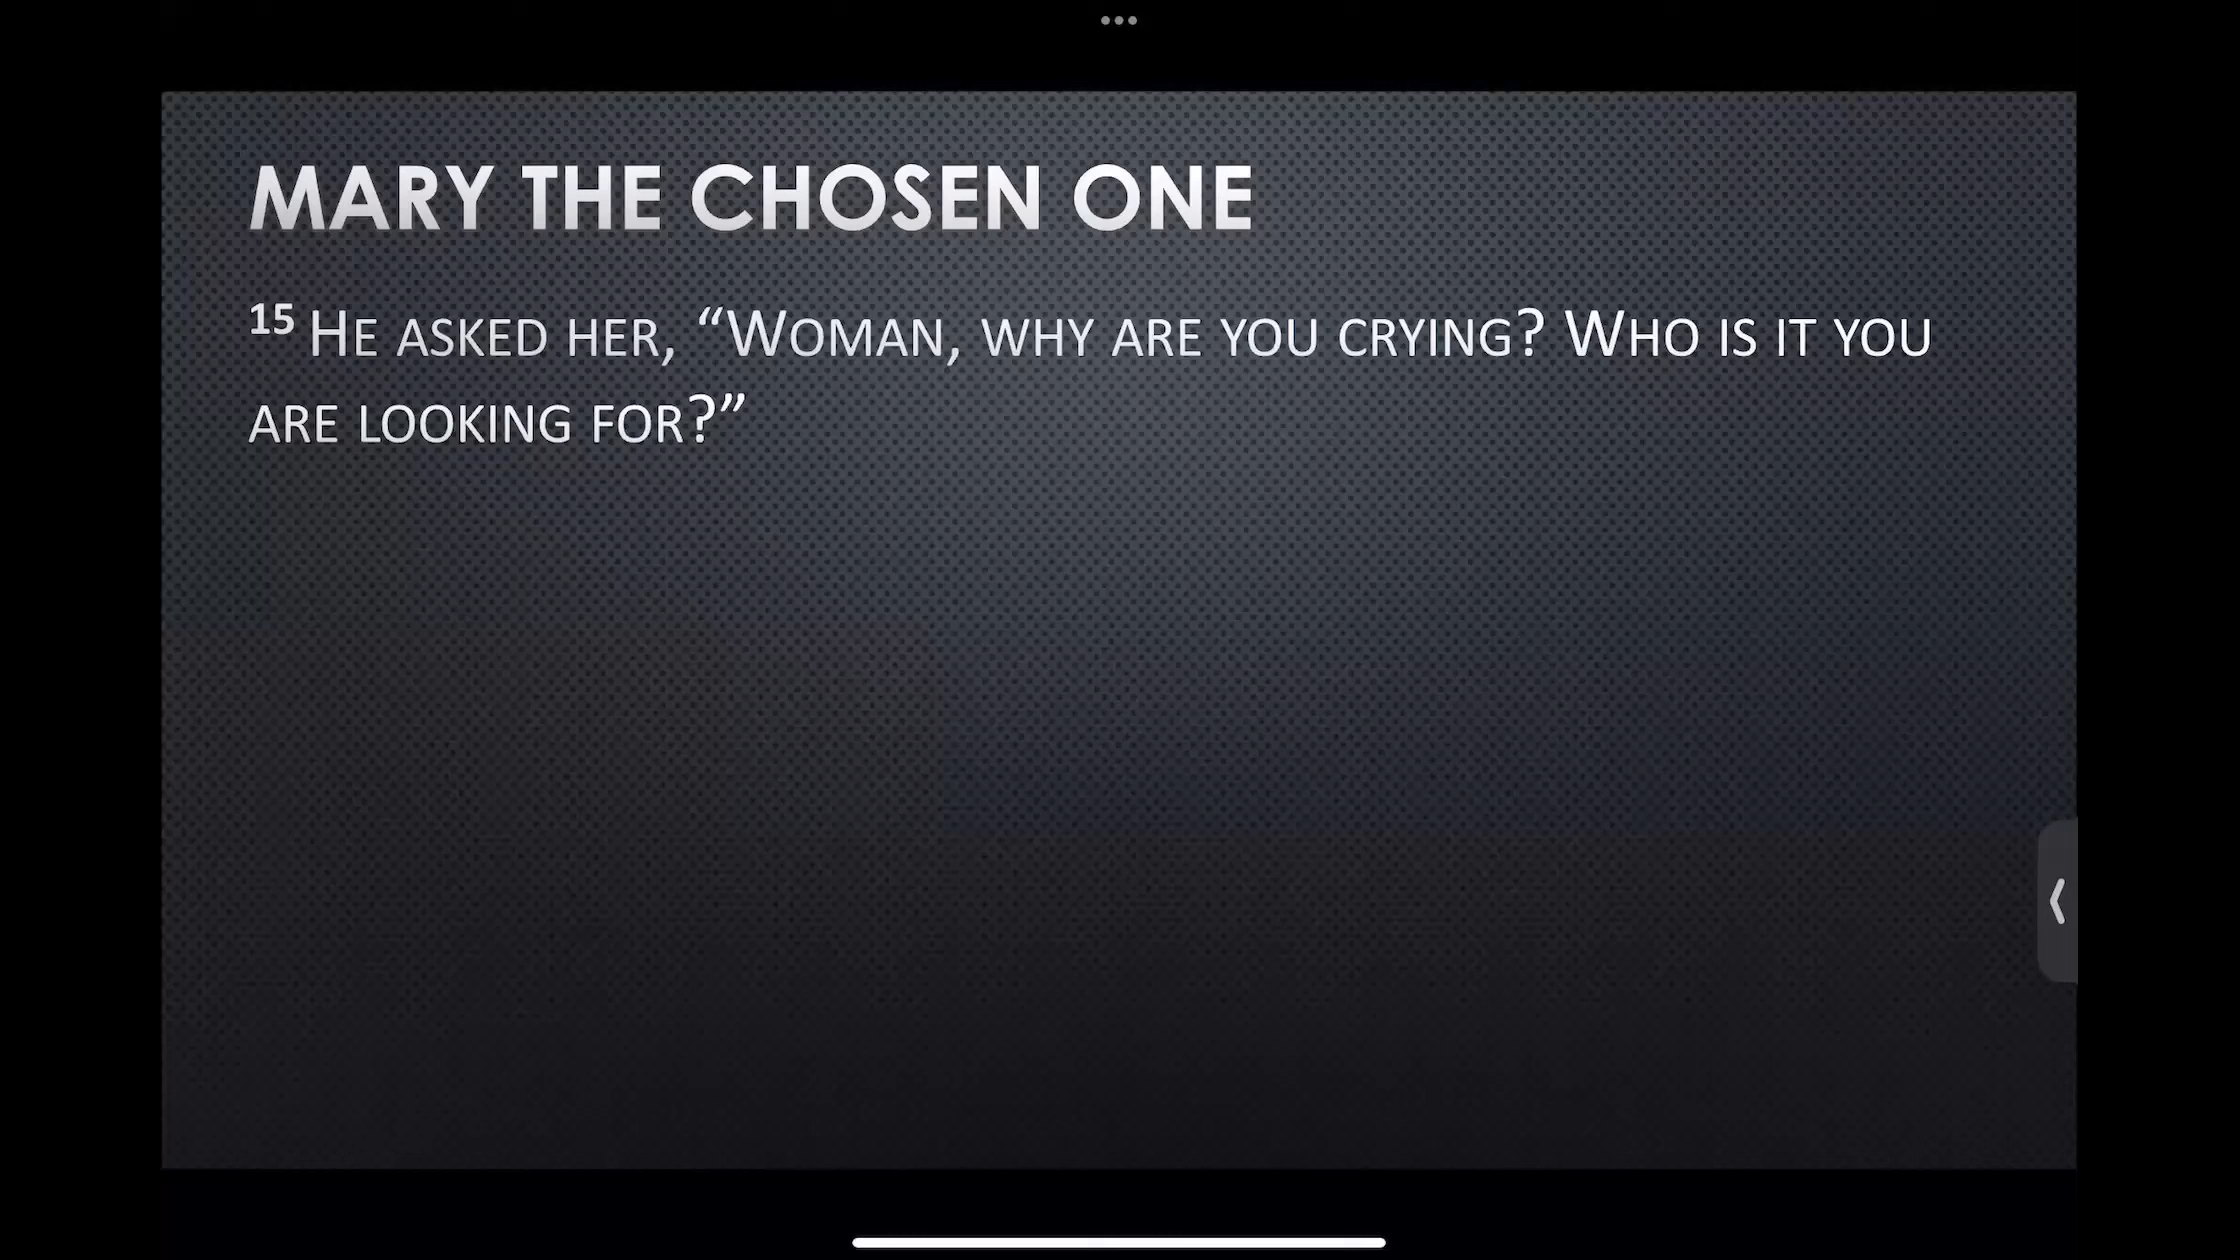 MARY THE CHOSEN ONE
15 He asked her, “Woman, why are you crying? Who is it you
are looking for?”